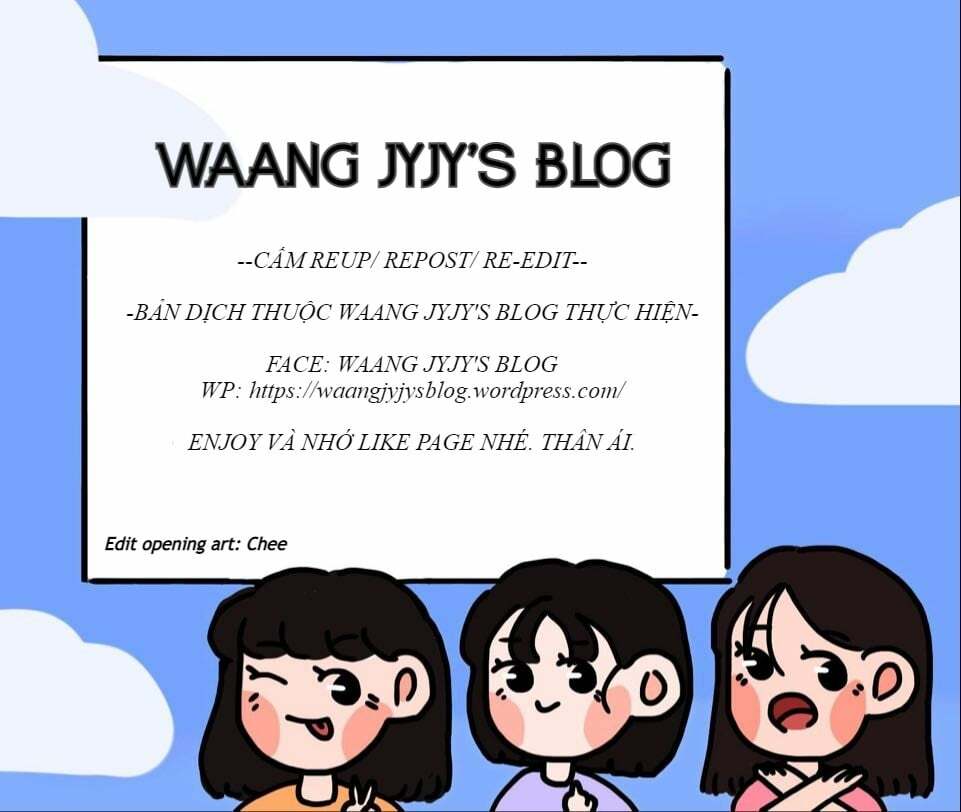 WAANG JYJY'S BLOG
--CẤM REUP/ REPOST/ RE-EDIT--
-BẢN DỊCH THUỘC WAANG JYJY'S BLOG THỰC HIỆN-
FACE: WAANG JYJY'S BLOG
WP: https://waangjyjysblog.wordpress.com/
ENJOY VÀ NHỚ LIKE PAGE NHÉ. THÂN ÁI.
Edit opening art: Chee